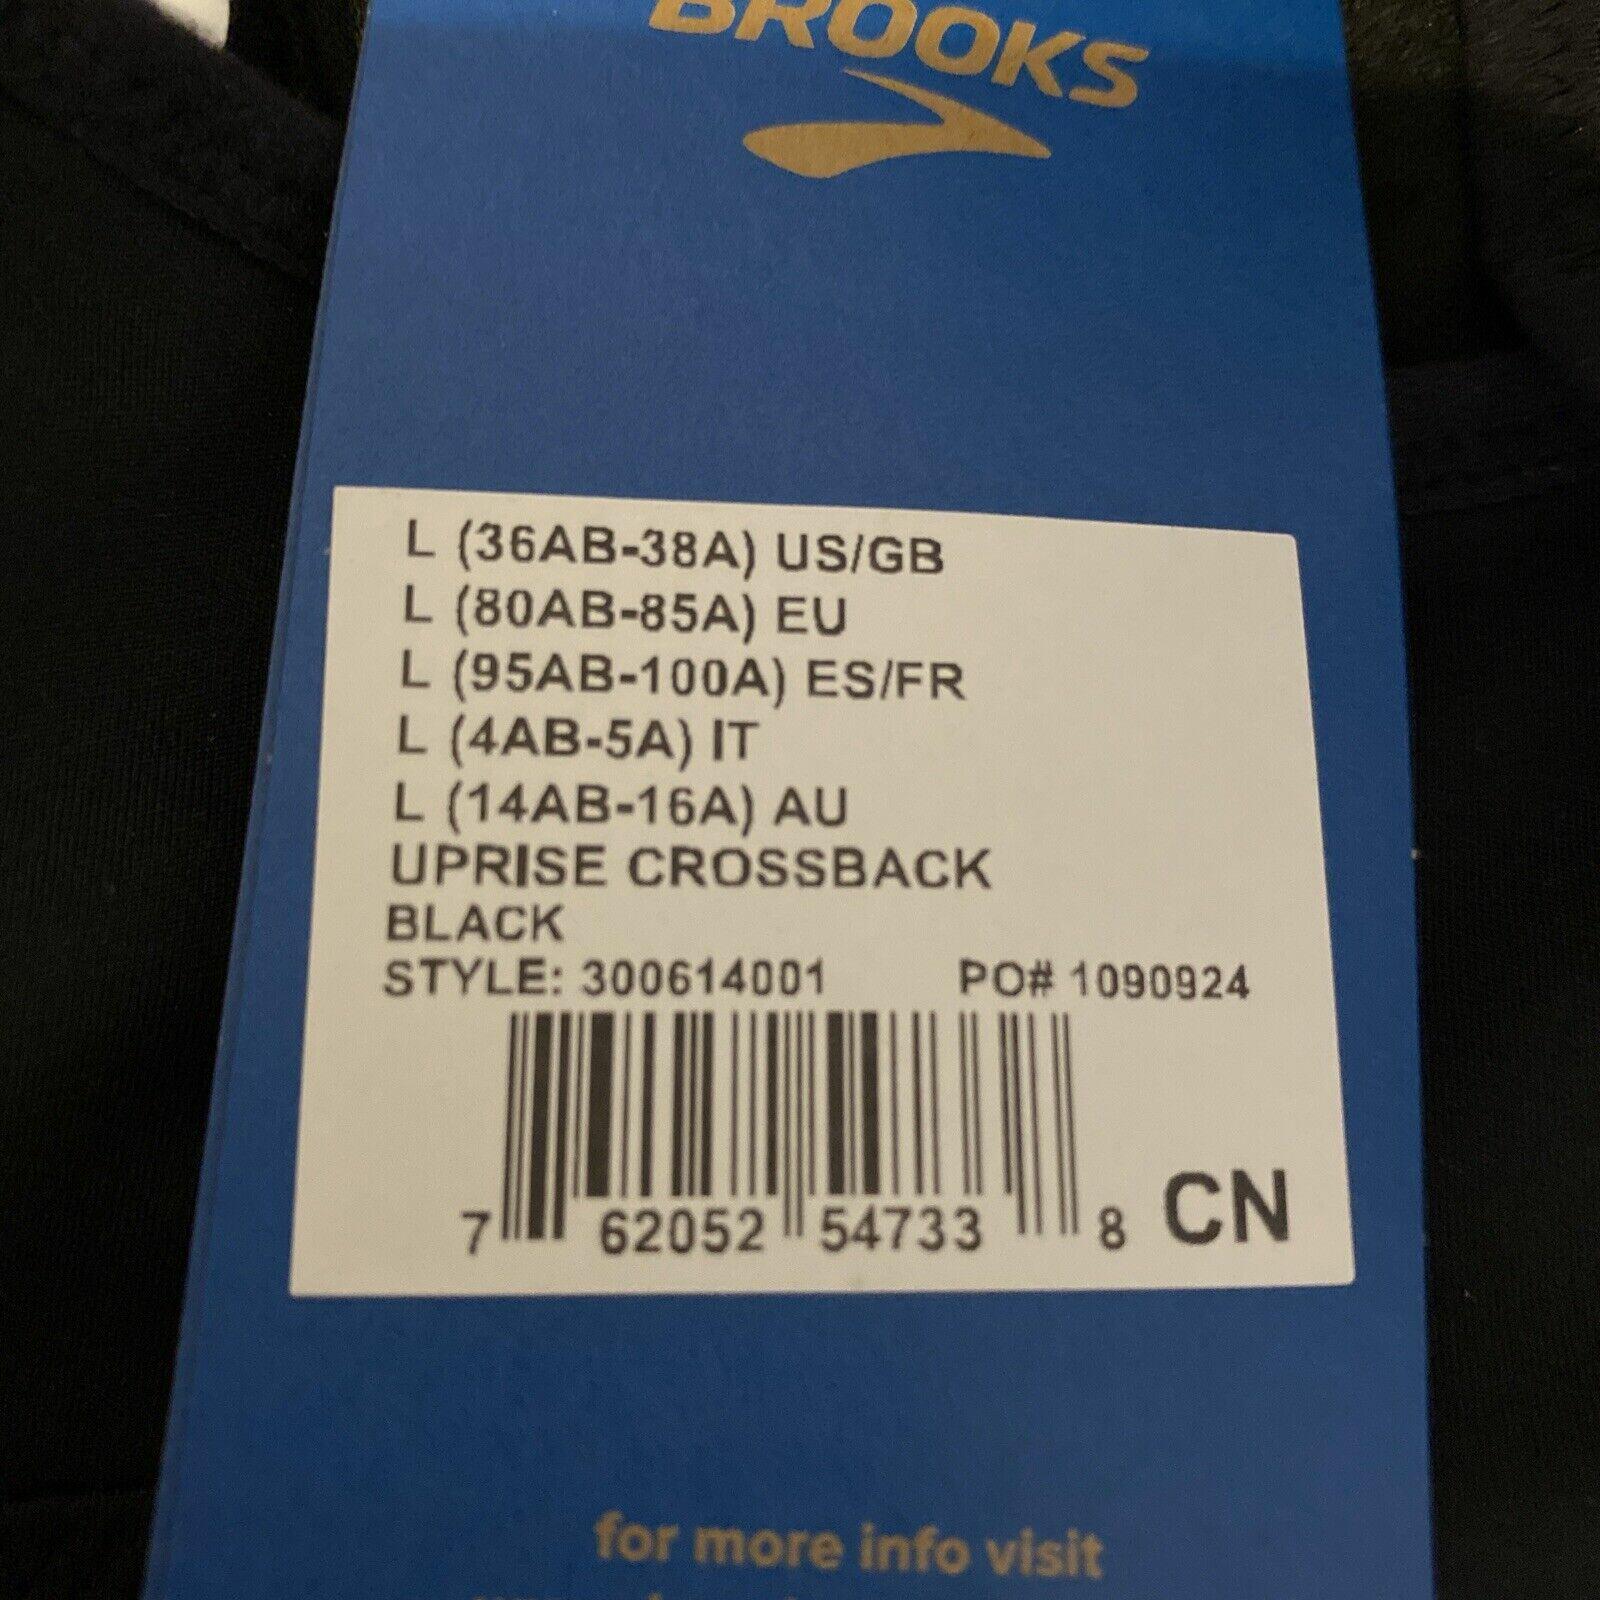 BROOKS
L (36AB-38A) US/GB
L (80AB-85A) EU
L (95AB-100A) ES/FR
L (4AB-5A) IT
L (14AB-16A) AU
UPRISE CROSSBACK
BLACK
STYLE: 300614001 PO# 1090924
7 62052 54733 8 CN
for more info visit